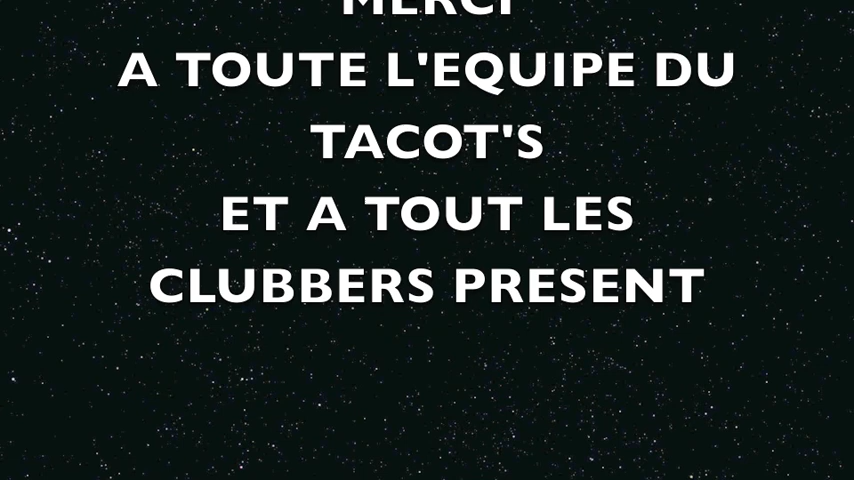 MERCI
A TOUTE L'EQUIPE DU
TACOT'S
ET A TOUT LES
CLUBBERS PRESENT